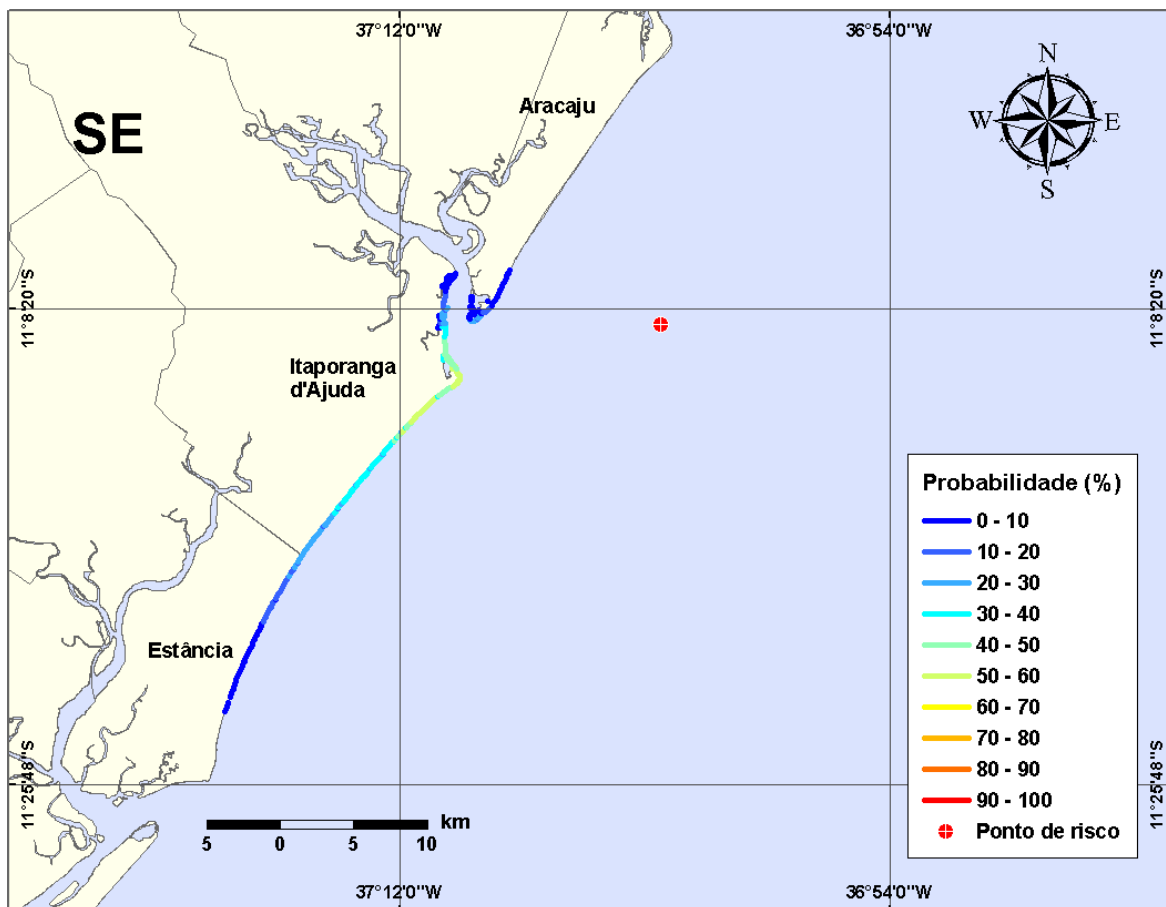 37°12'0"W
36°54'0"W
N
W
E
S
SE
Aracaju
11°8'20"S
11°8'20"S
Itaporanga
d'Ajuda
Estância
Probabilidade (%)
0 - 10
10 - 20
20 - 30
30 - 40
40 - 50
50 - 60
60 - 70
70 - 80
80 - 90
90 - 100
Ponto de risco
11°25'48"S
11°25'48"S
km
5 0 5 10
37°12'0"W
36°54'0"W